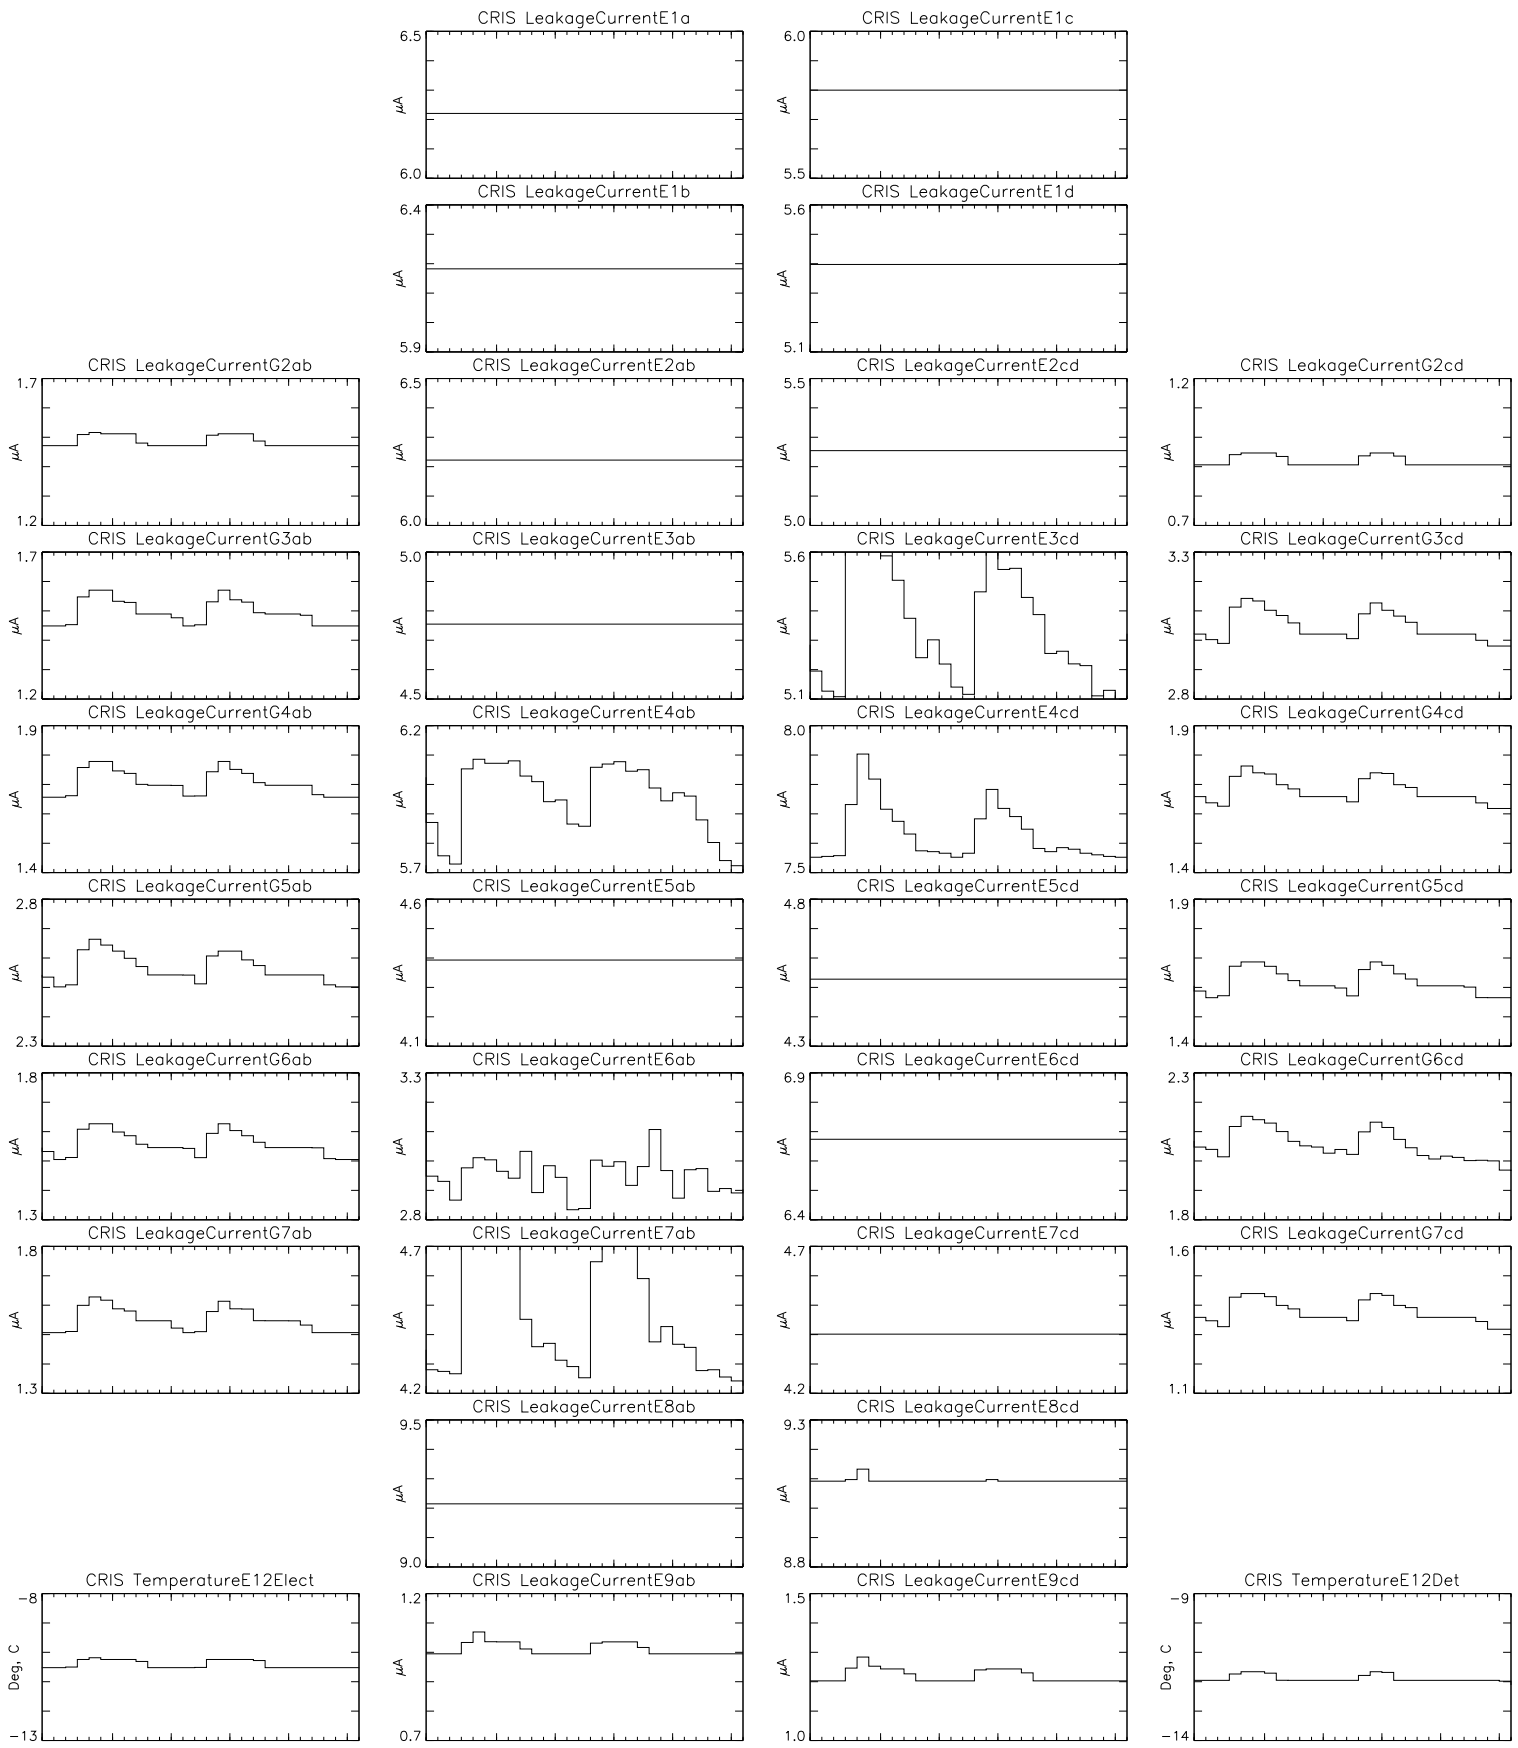 CRIS LeakageCurrentE1a
6.5
μA
6.0
CRIS LeakageCurrentE1c
6.0
μA
5.5
CRIS LeakageCurrentE1b
6.4
μA
5.9
CRIS LeakageCurrentE1d
5.6
μA
5.1
CRIS LeakageCurrentG2ab
1.7
μA
1.2
CRIS LeakageCurrentE2ab
6.5
μA
6.0
CRIS LeakageCurrentE2cd
5.5
μA
5.0
CRIS LeakageCurrentG2cd
1.2
μA
0.7
CRIS LeakageCurrentG3ab
1.7
μA
1.2
CRIS LeakageCurrentE3ab
5.0
μA
4.5
CRIS LeakageCurrentE3cd
5.6
μA
5.1
CRIS LeakageCurrentG3cd
3.3
μA
2.8
CRIS LeakageCurrentG4ab
1.9
μA
1.4
CRIS LeakageCurrentE4ab
6.2
μA
5.7
CRIS LeakageCurrentE4cd
8.0
μA
7.5
CRIS LeakageCurrentG4cd
1.9
μA
1.4
CRIS LeakageCurrentG5ab
2.8
μA
2.3
CRIS LeakageCurrentE5ab
4.6
μA
4.1
CRIS LeakageCurrentE5cd
4.8
μA
4.3
CRIS LeakageCurrentG5cd
1.9
μA
1.4
CRIS LeakageCurrentG6ab
1.8
μA
1.3
CRIS LeakageCurrentE6ab
3.3
μA
2.8
CRIS LeakageCurrentE6cd
6.9
μA
6.4
CRIS LeakageCurrentG6cd
2.3
μA
1.8
CRIS LeakageCurrentG7ab
1.8
μA
1.3
CRIS LeakageCurrentE7ab
4.7
μA
4.2
CRIS LeakageCurrentE7cd
4.7
μA
4.2
CRIS LeakageCurrentG7cd
1.6
μA
1.1
CRIS LeakageCurrentE8ab
9.5
μA
9.0
CRIS LeakageCurrentE8cd
9.3
μA
8.8
CRIS TemperatureE12Elect
−8
Deg, C
−13
CRIS LeakageCurrentE9ab
1.2
μA
0.7
CRIS LeakageCurrentE9cd
1.5
μA
1.0
CRIS TemperatureE12Det
−9
Deg, C
−14